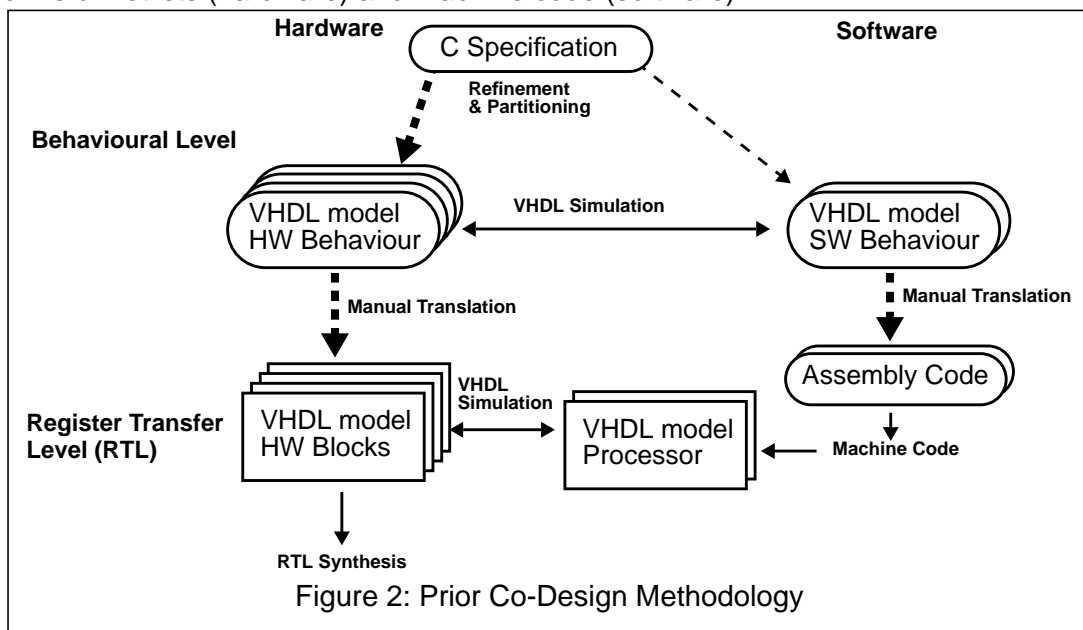 Hardware
C Specification
Software
Refinement
& Partitioning
Behavioural Level
VHDL model
HW Behaviour
VHDL Simulation
VHDL model
SW Behaviour
Manual Translation
Manual Translation
Register Transfer
Level (RTL)
VHDL model
HW Blocks
VHDL
Simulation
VHDL model
Processor
Assembly Code
Machine Code
RTL Synthesis
Figure 2: Prior Co-Design Methodology